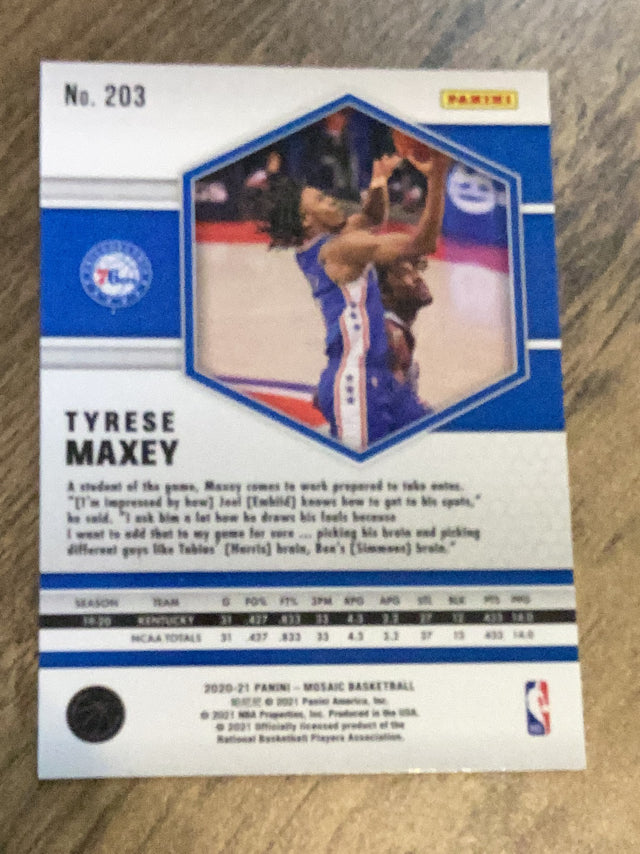 No. 203
PANINI
76ers
TYRESE
MAXEY
A student of the game, Maxey comes to work prepared to take notes.
"[I'm impressed by how] Joel [Embiid] knows how to get to his spots,"
he said. "I ask him a lot how he draws his fouls because
I want to add that to my game for sure ... picking his brain and picking
different guys like Tobias' [Harris] brain, Ben's [Simmons] brain."
SEASON TEAM G FG% FT% 3PM RPG APG STL BLK PTS PPG
19-20 KENTUCKY 31 .427 .833 33 4.3 3.2 27 12 433 14.0
NCAA TOTALS 31 .427 .833 33 4.3 3.2 27 12 433 14.0
2020-21 PANINI – MOSAIC BASKETBALL
© 2021 Panini America, Inc.
© 2021 NBA Properties, Inc. Produced in the USA.
© 2021 Officially licensed product of the
National Basketball Players Association.